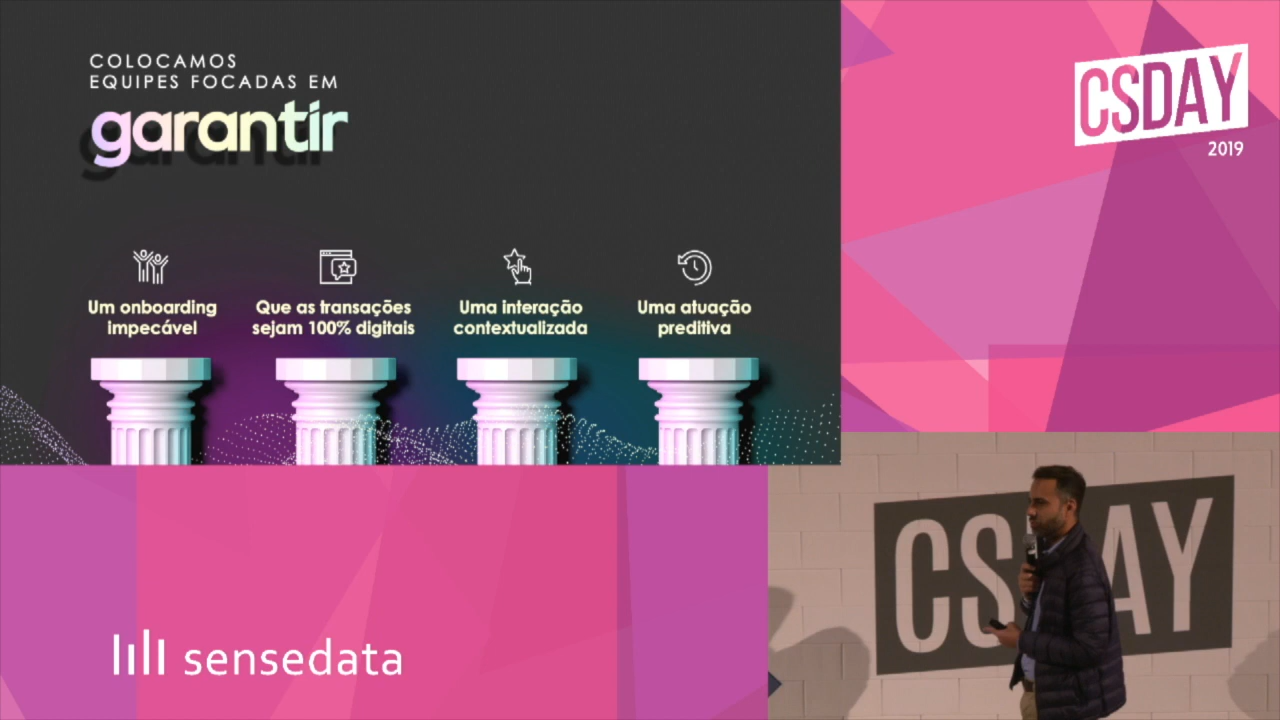 COLOCAMOS
EQUIPES FOCADAS EM
garantir
Um onboarding
impecável
Que as transações
sejam 100% digitais
Uma interação
contextualizada
Uma atuação
preditiva
CSDAY
2019
sensedata
CSDAY